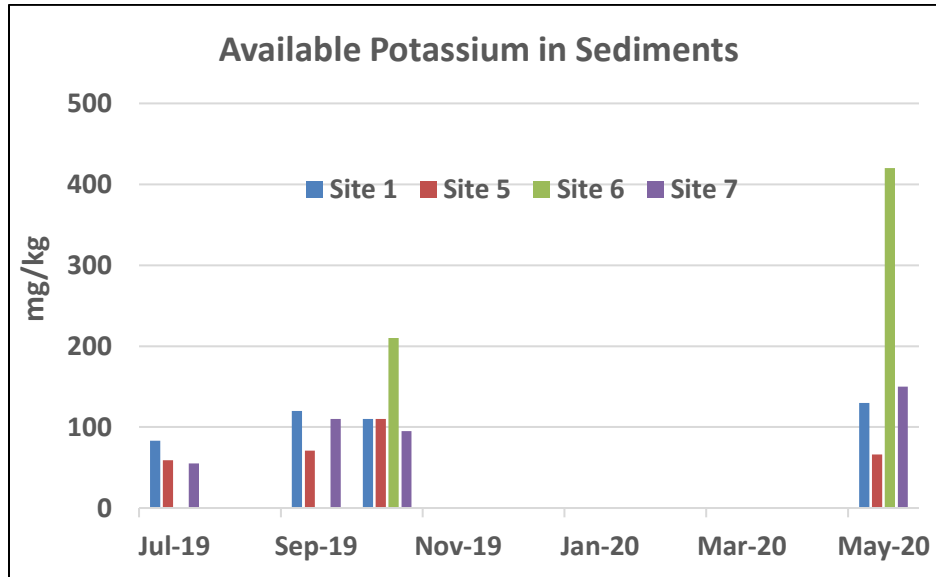 Available Potassium in Sediments
500
400
Site 1 Site 5 Site 6 Site 7
300
mg/kg
200
100
0
Jul-19 Sep-19 Nov-19 Jan-20 Mar-20 May-20